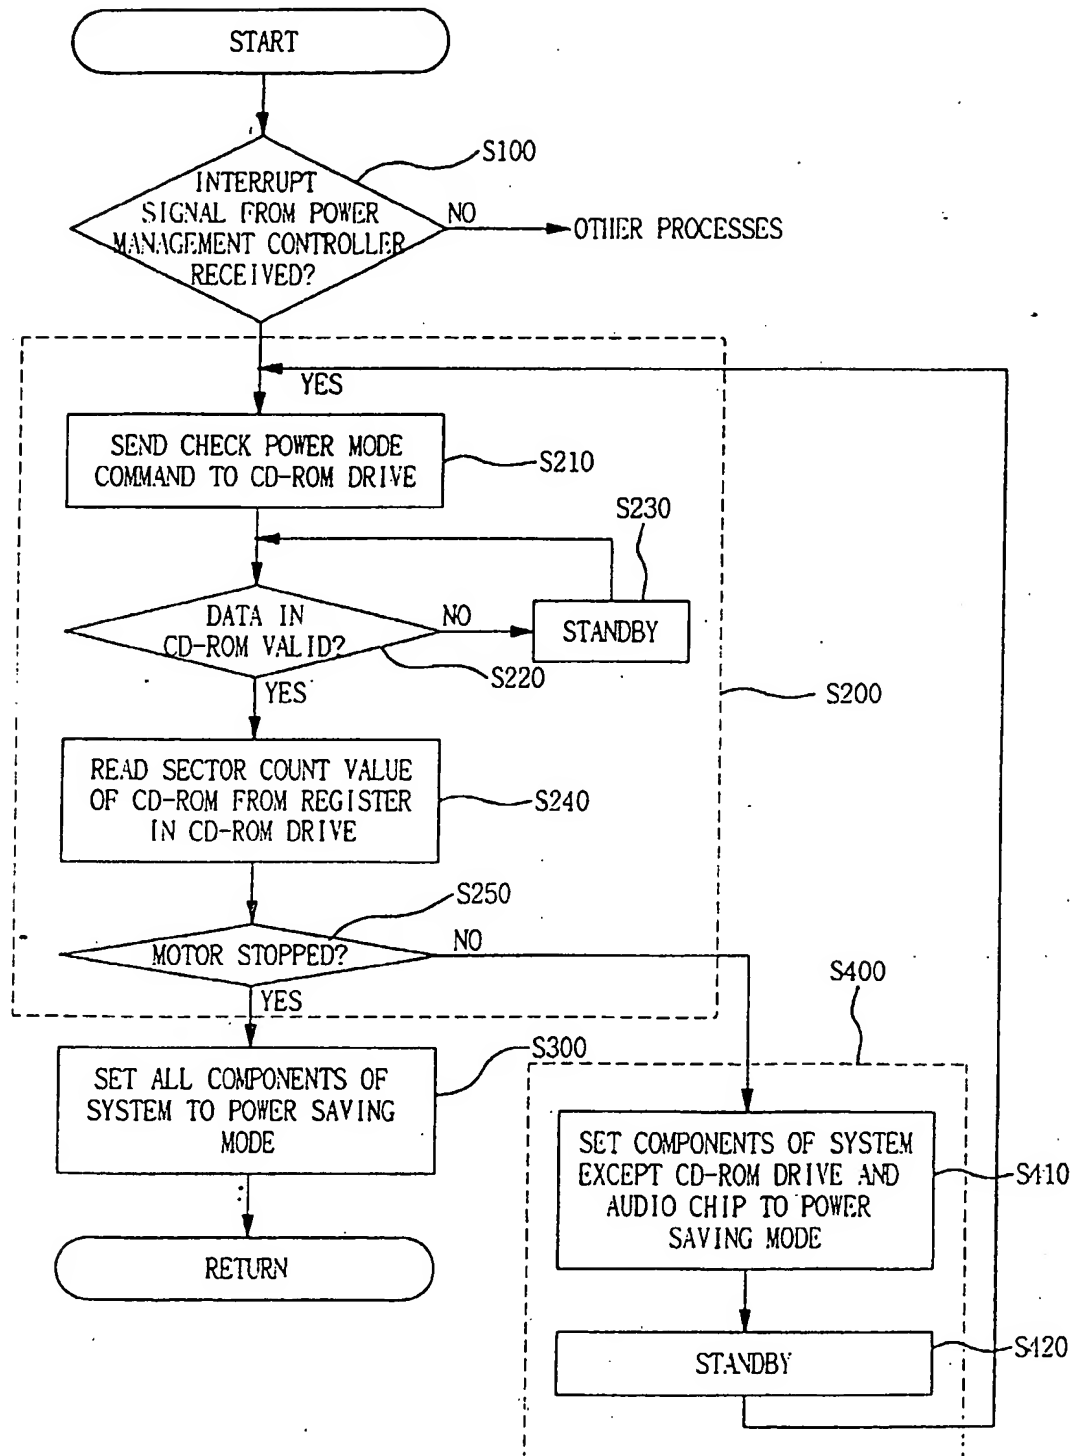 START
S100
INTERRUPT
SIGNAL FROM POWER
MANAGEMENT CONTROLLER
RECEIVED?
NO
OTHER PROCESSES
YES
SEND CHECK POWER MODE
COMMAND TO CD-ROM DRIVE
S210
S230
DATA IN
CD-ROM VALID?
NO
STANDBY
S220
YES
S200
READ SECTOR COUNT VALUE
OF CD-ROM FROM REGISTER
IN CD-ROM DRIVE
S240
S250
MOTOR STOPPED?
NO
YES
S400
S300
SET ALL COMPONENTS OF
SYSTEM TO POWER SAVING
MODE
SET COMPONENTS OF SYSTEM
EXCEPT CD-ROM DRIVE AND
AUDIO CHIP TO POWER
SAVING MODE
S410
RETURN
STANDBY
S420